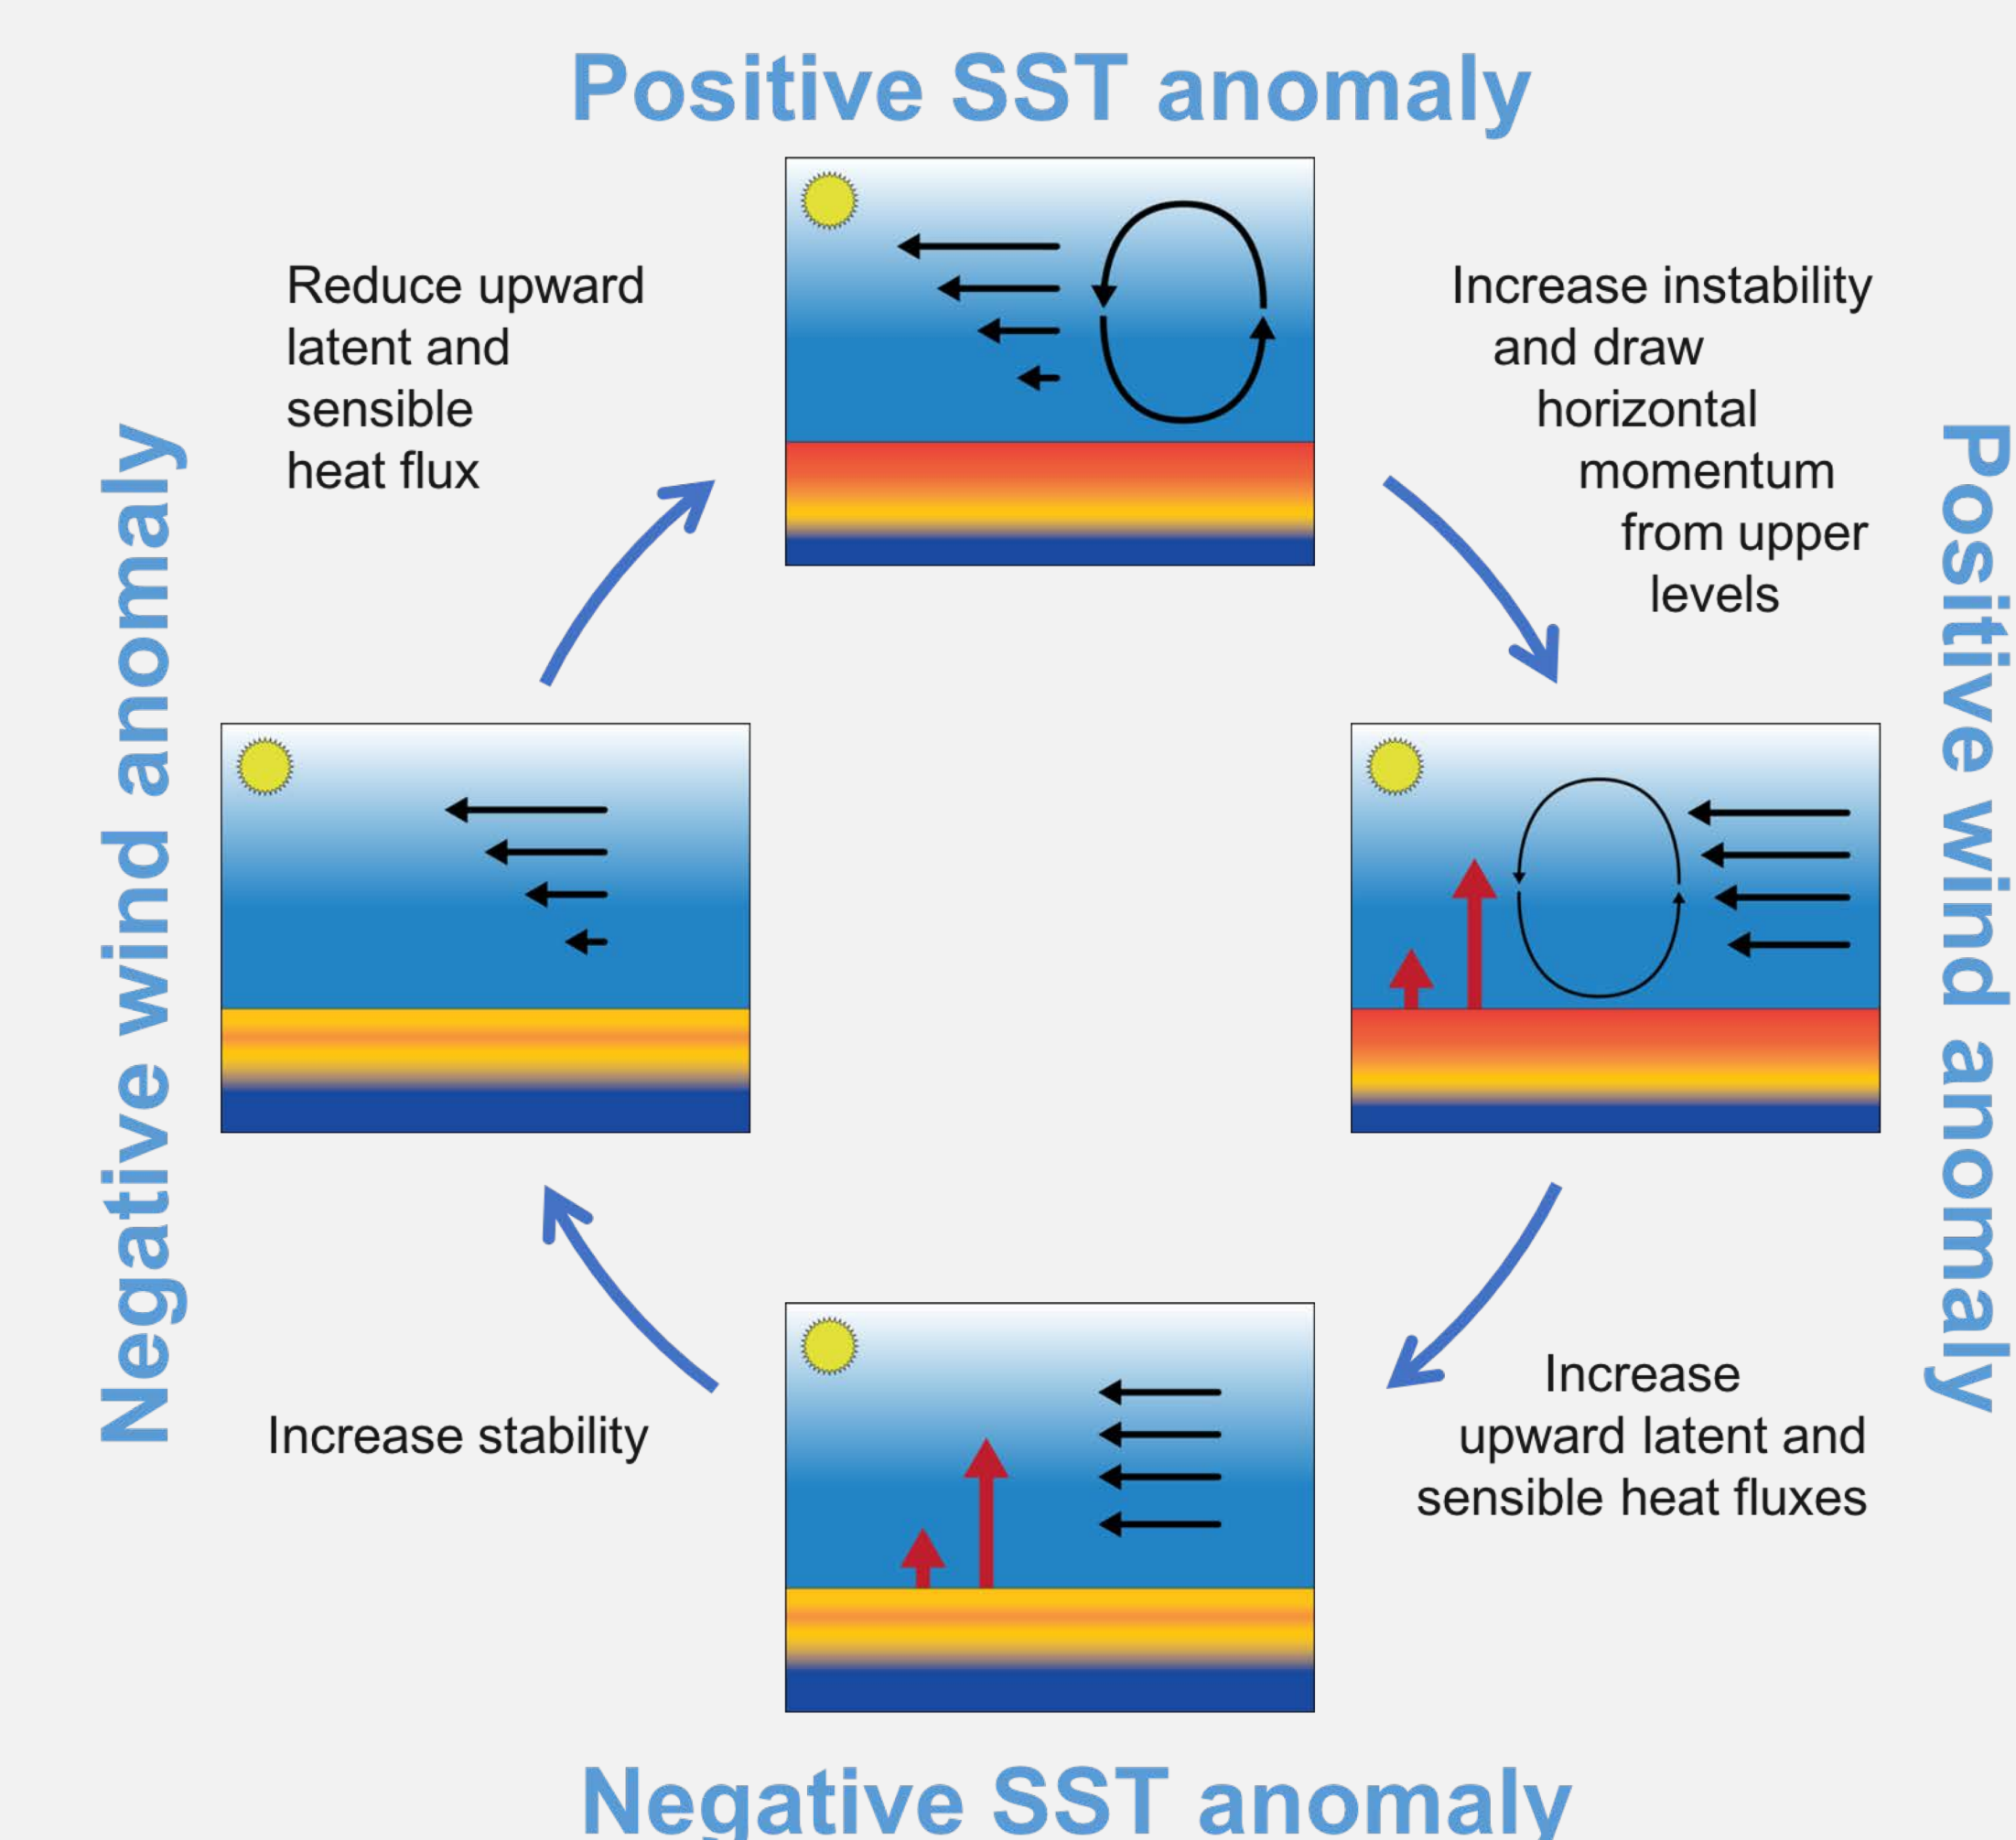 Positive SST anomaly
Reduce upward
latent and
sensible
heat flux
Increase instability
and draw
horizontal
momentum
from upper
levels
Negative wind anomaly
Positive wind anomaly
Increase stability
Increase
upward latent and
sensible heat fluxes
Negative SST anomaly